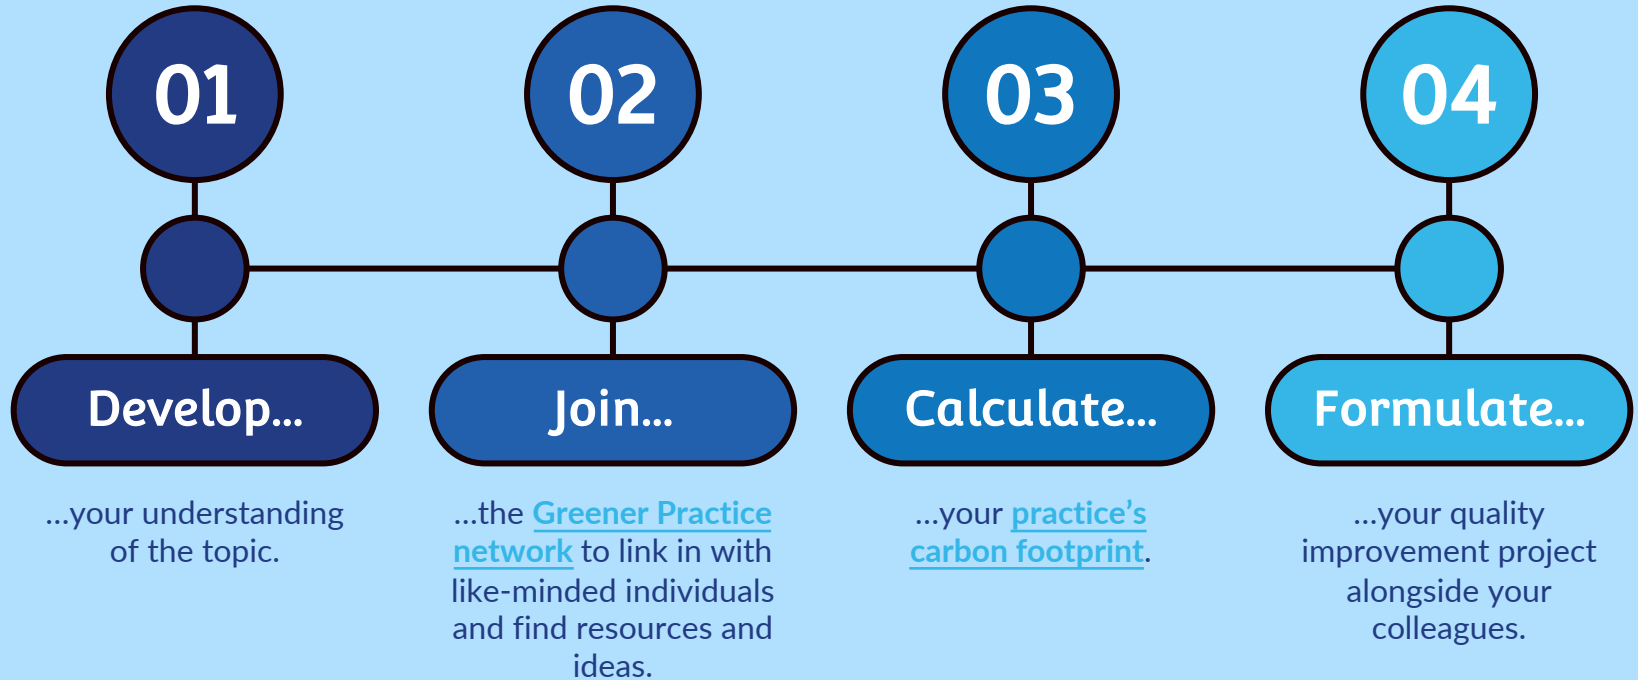 01
Develop...
...your understanding
of the topic.
02
Join...
...the Greener Practice
network to link in with
like-minded individuals
and find resources and
ideas.
03
Calculate...
...your practice’s
carbon footprint.
04
Formulate...
...your quality
improvement project
alongside your
colleagues.